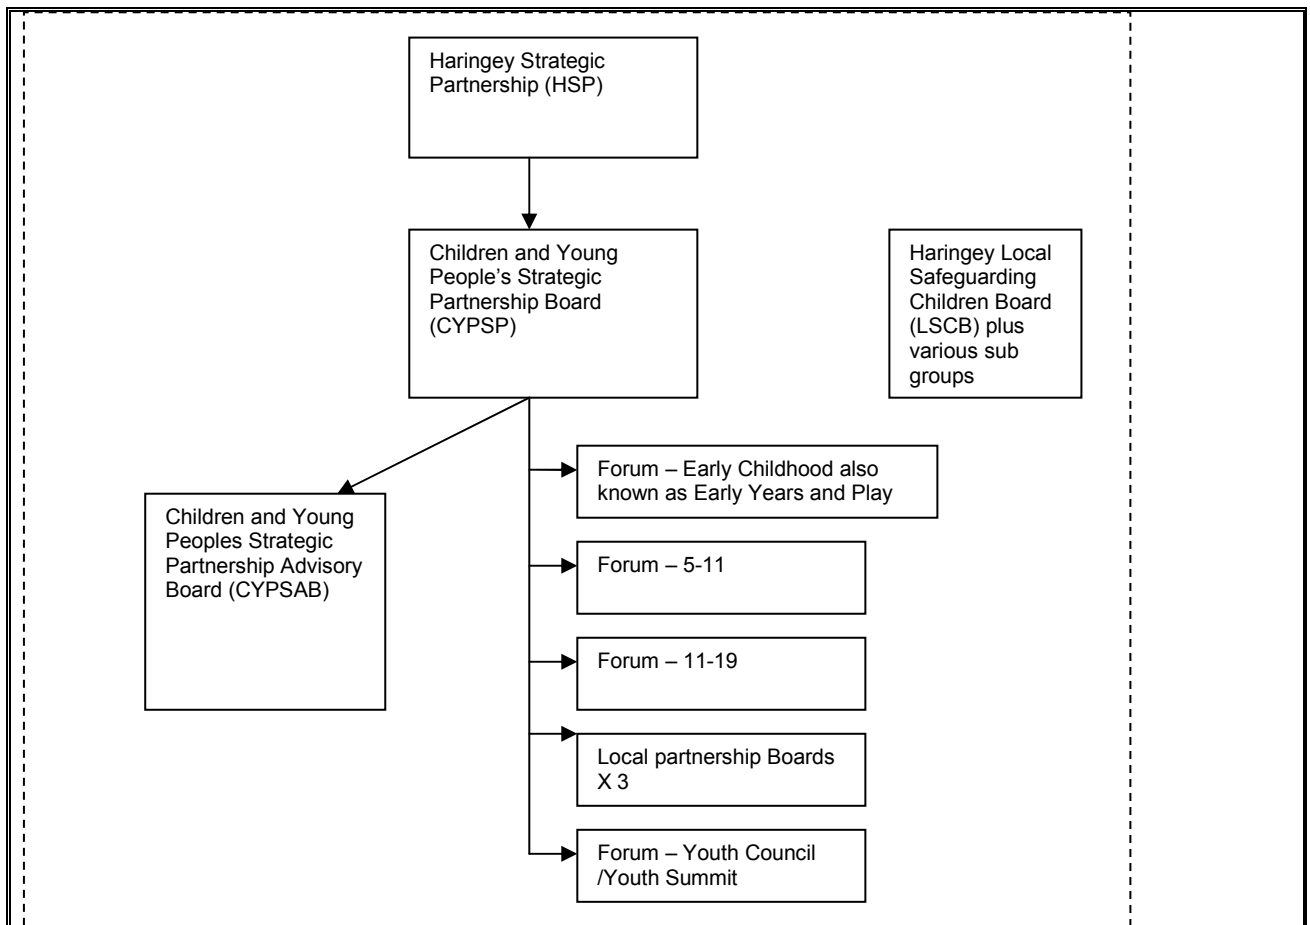 Haringey Strategic
Partnership (HSP)
Children and Young
People’s Strategic
Partnership Board
(CYPSP)
Haringey Local
Safeguarding
Children Board
(LSCB) plus
various sub
groups
Forum – Early Childhood also
known as Early Years and Play
Children and Young
Peoples Strategic
Partnership Advisory
Board (CYPSAB)
Forum – 5-11
Forum – 11-19
Local partnership Boards
X 3
Forum – Youth Council
/Youth Summit